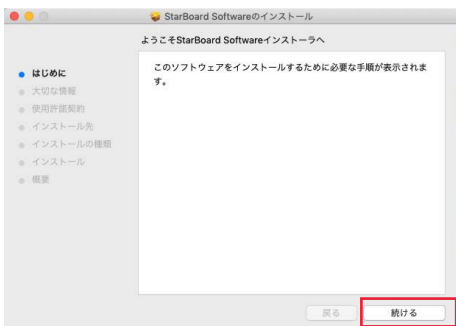 StarBoard Softwareのインストール
ようこそStarBoard Softwareインストーラへ
はじめに
大切な情報
使用許諾契約
インストール先
インストールの種類
インストール
概要
このソフトウェアをインストールするために必要な手順が表示されま
す。
戻る
続ける